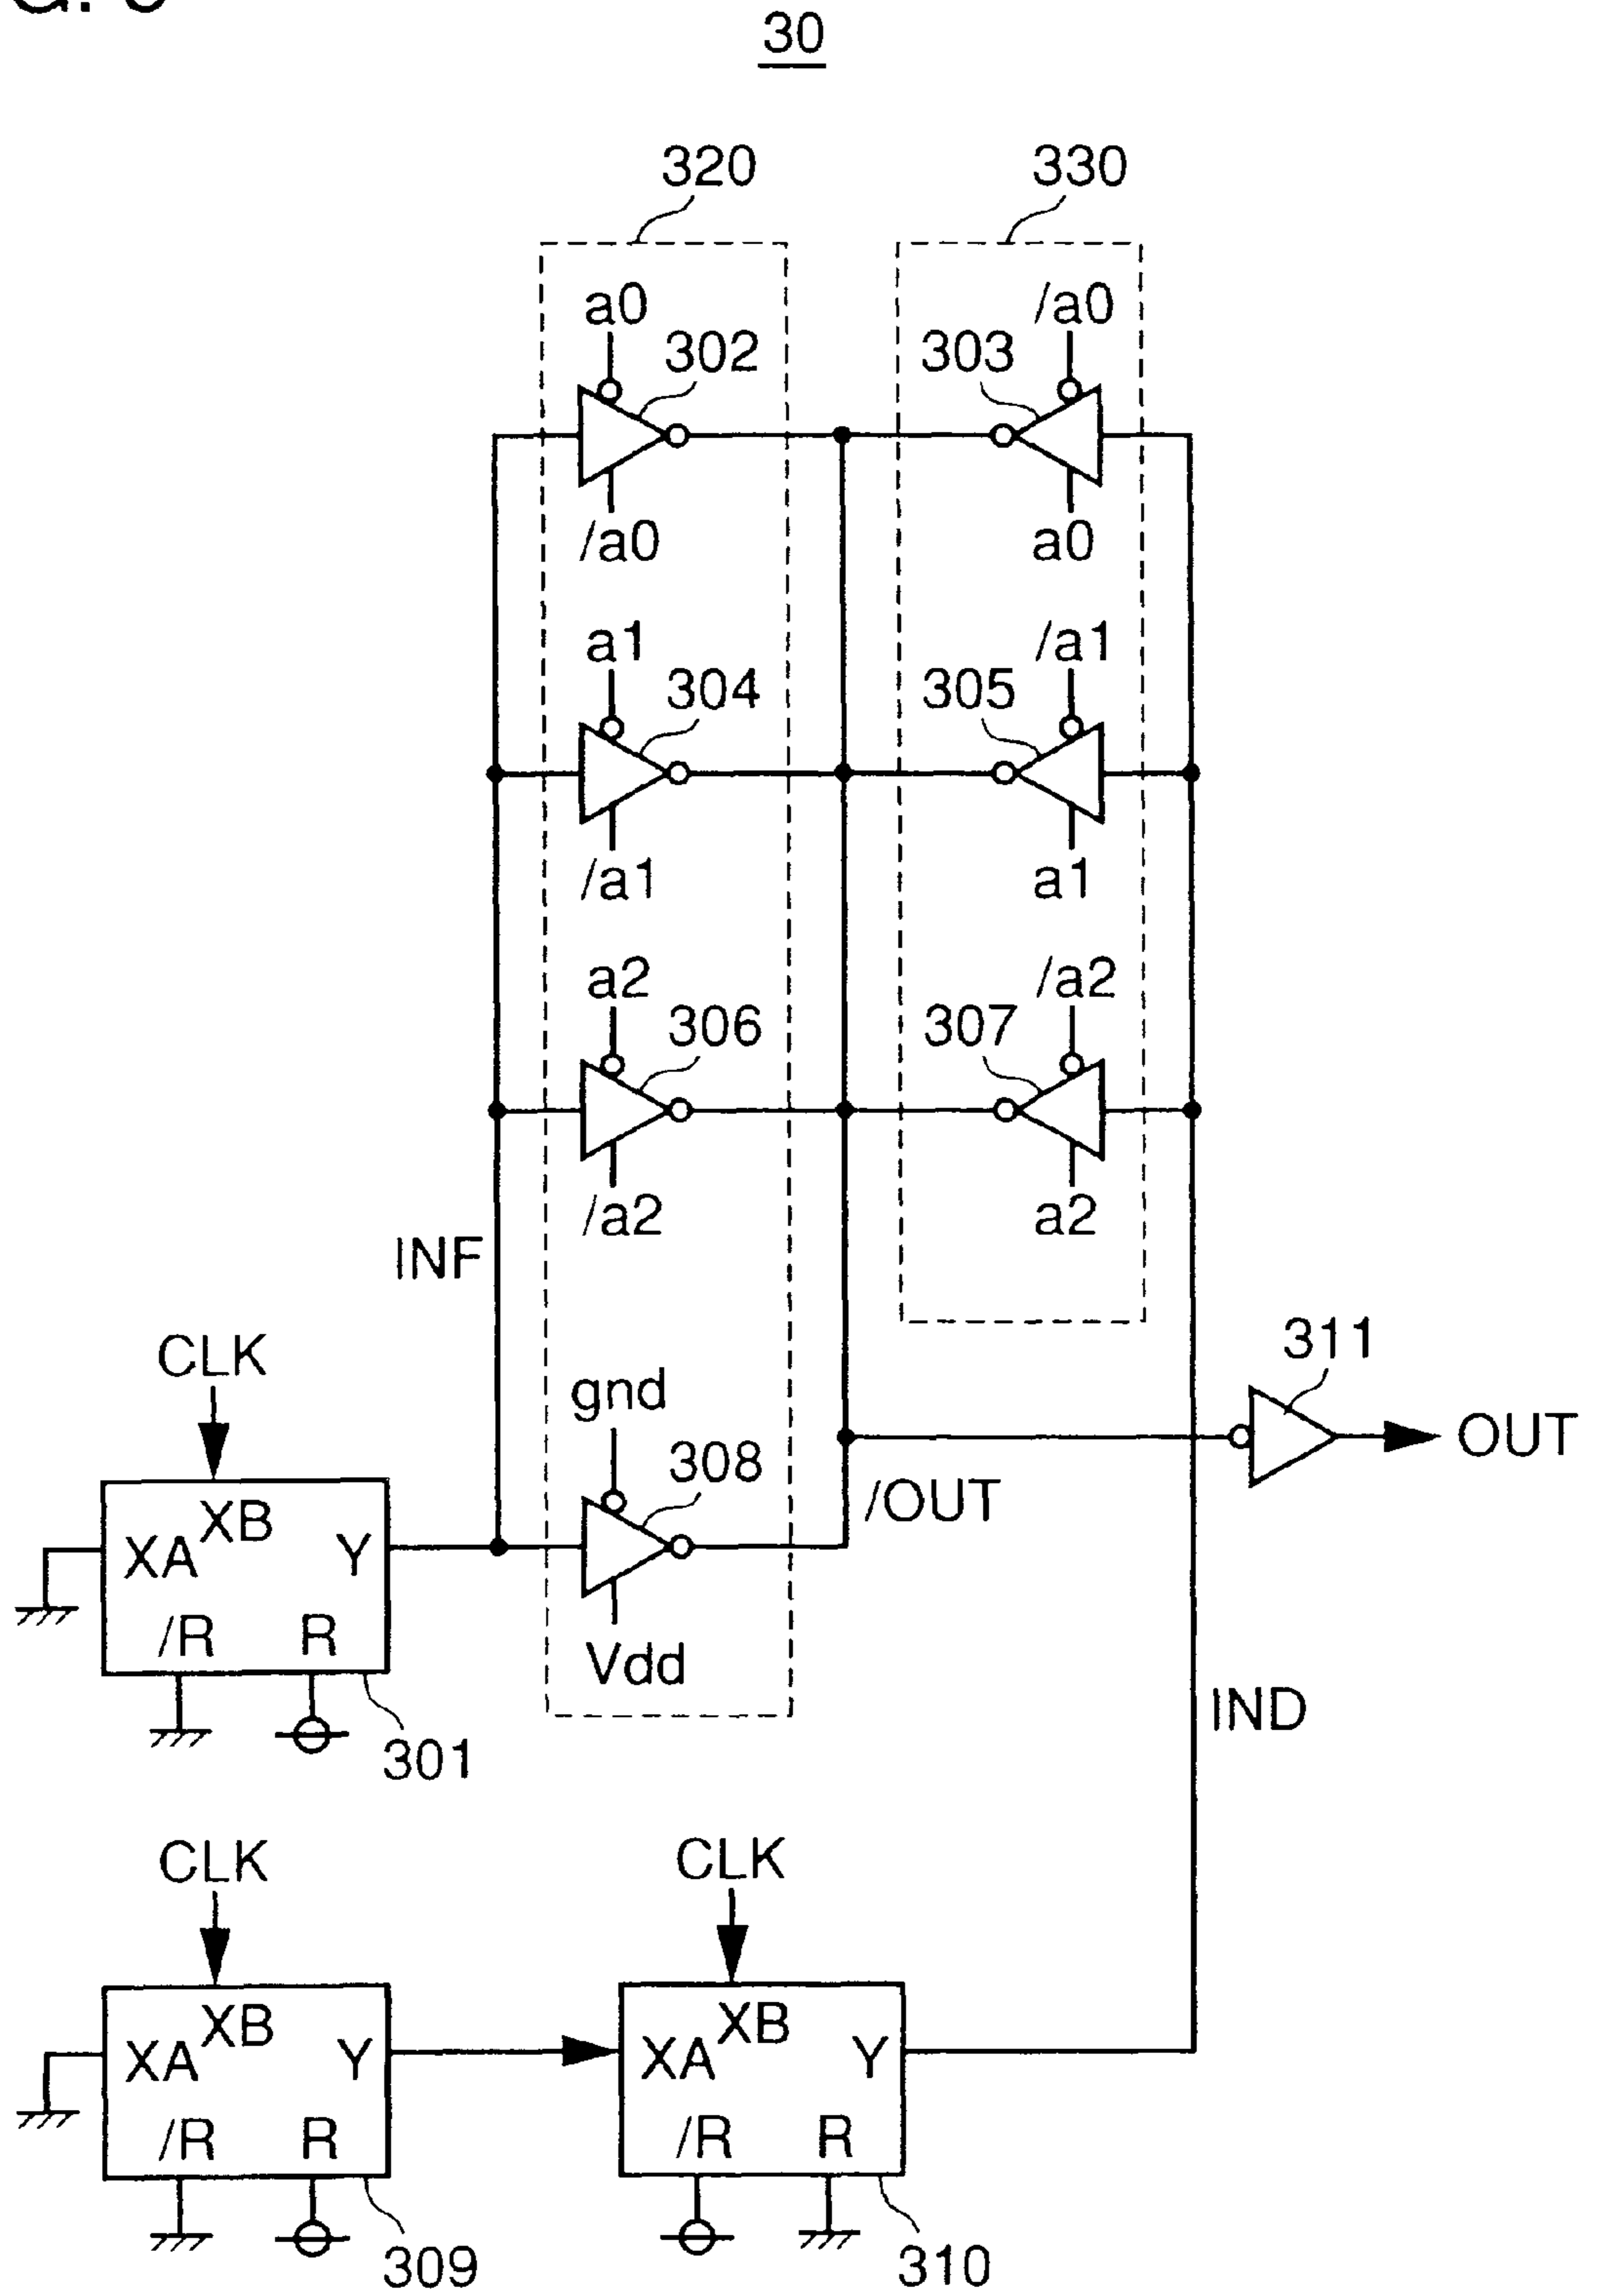 30
320 330
a0 /a0
302 303
/a0 a0
a1 /a1
304 305
/a1 a1
a2 /a2
306 307
/a2 a2
INF
CLK
311
gnd
OUT
308
/OUT
XB
XA Y
/R R
Vdd
IND
301
CLK CLK
XB XB
XA Y XA Y
/R R /R R
309 310